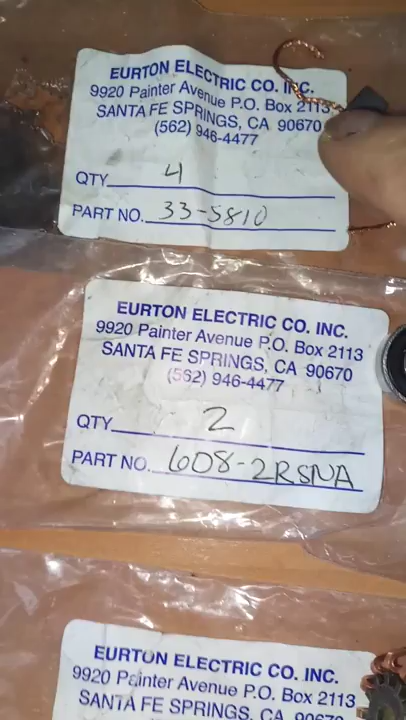 EURTON ELECTRIC CO. INC.
9920 Painter Avenue P.O. Box 2113
SANTA FE SPRINGS, CA 90670
(562) 946-4477
QTY. 4
PART NO. 33-5810
EURTON ELECTRIC CO. INC.
9920 Painter Avenue P.O. Box 2113
SANTA FE SPRINGS, CA 90670
(562) 946-4477
QTY. 2
PART NO. 608-2RSNA
EURTON ELECTRIC CO. INC.
9920 Painter Avenue P.O. Box 2113
SANTA FE SPRINGS, CA 90670